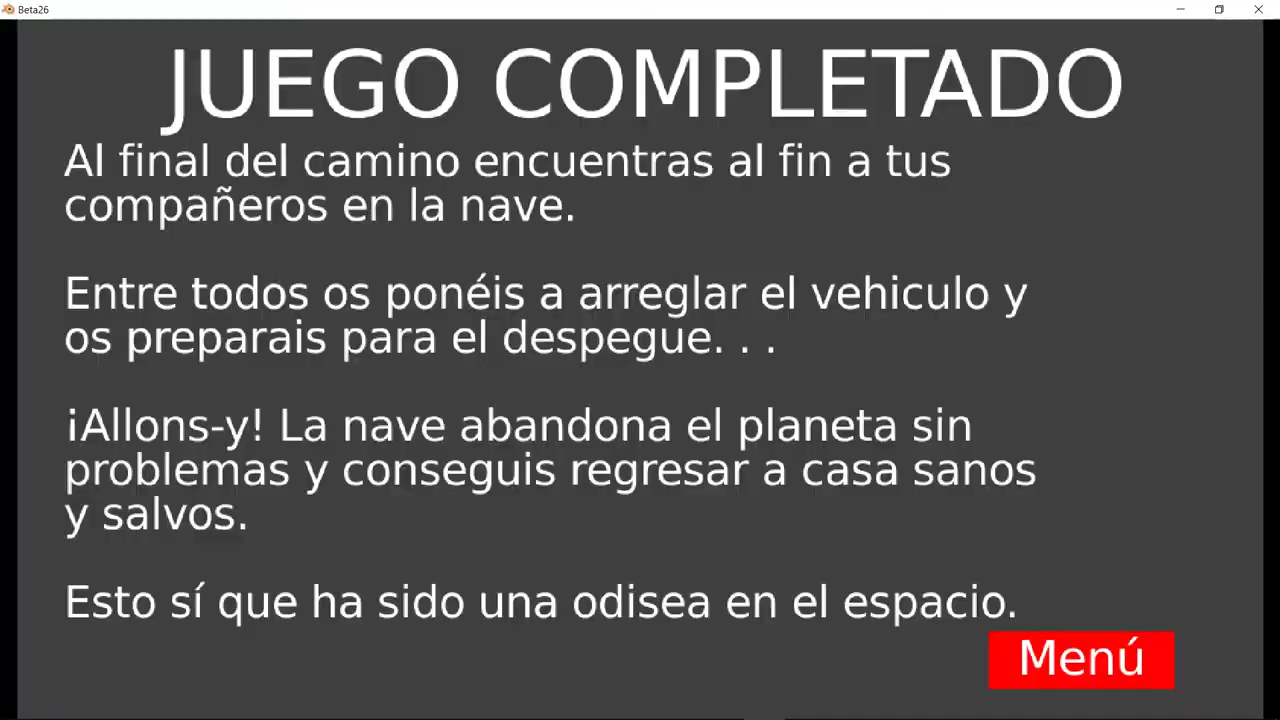 Beta26
JUEGO COMPLETADO
Al final del camino encuentras al fin a tus
compañeros en la nave.
Entre todos os ponéis a arreglar el vehiculo y
os preparais para el despegue. . .
¡Allons-y! La nave abandona el planeta sin
problemas y conseguis regresar a casa sanos
y salvos.
Esto sí que ha sido una odisea en el espacio.
Menú